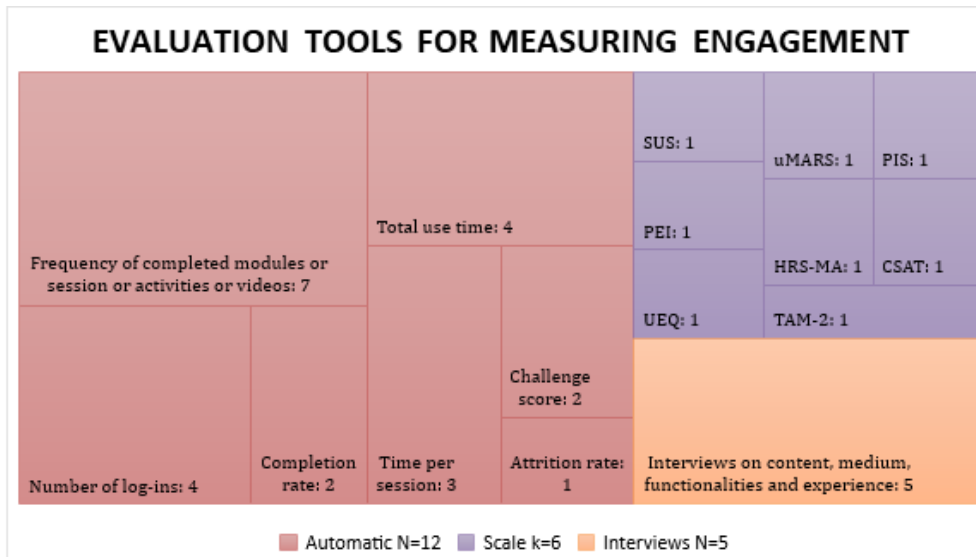 EVALUATION TOOLS FOR MEASURING ENGAGEMENT
Frequency of completed modules or
session or activities or videos: 7
Total use time: 4
Number of log-ins: 4
Completion
rate: 2
Time per
session: 3
Challenge
score: 2
Attrition rate:
1
SUS: 1
uMARS: 1
PIS: 1
PEI: 1
HRS-MA: 1
CSAT: 1
UEQ: 1
TAM-2: 1
Interviews on content, medium,
functionalities and experience: 5
Automatic N=12
Scale k=6
Interviews N=5